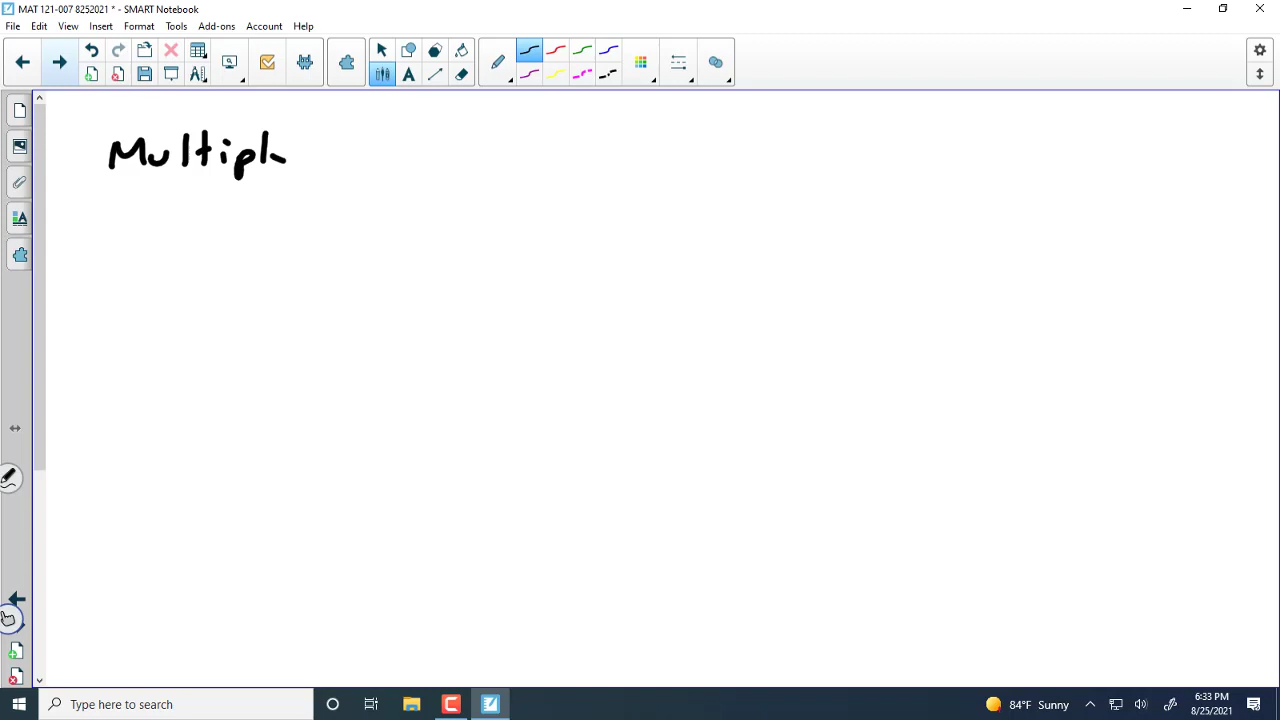 MAT 121-007 8252021 * - SMART Notebook
File Edit View Insert Format Tools Add-ons Account Help
Multipl
Type here to search
84°F Sunny
6:33 PM
8/25/2021